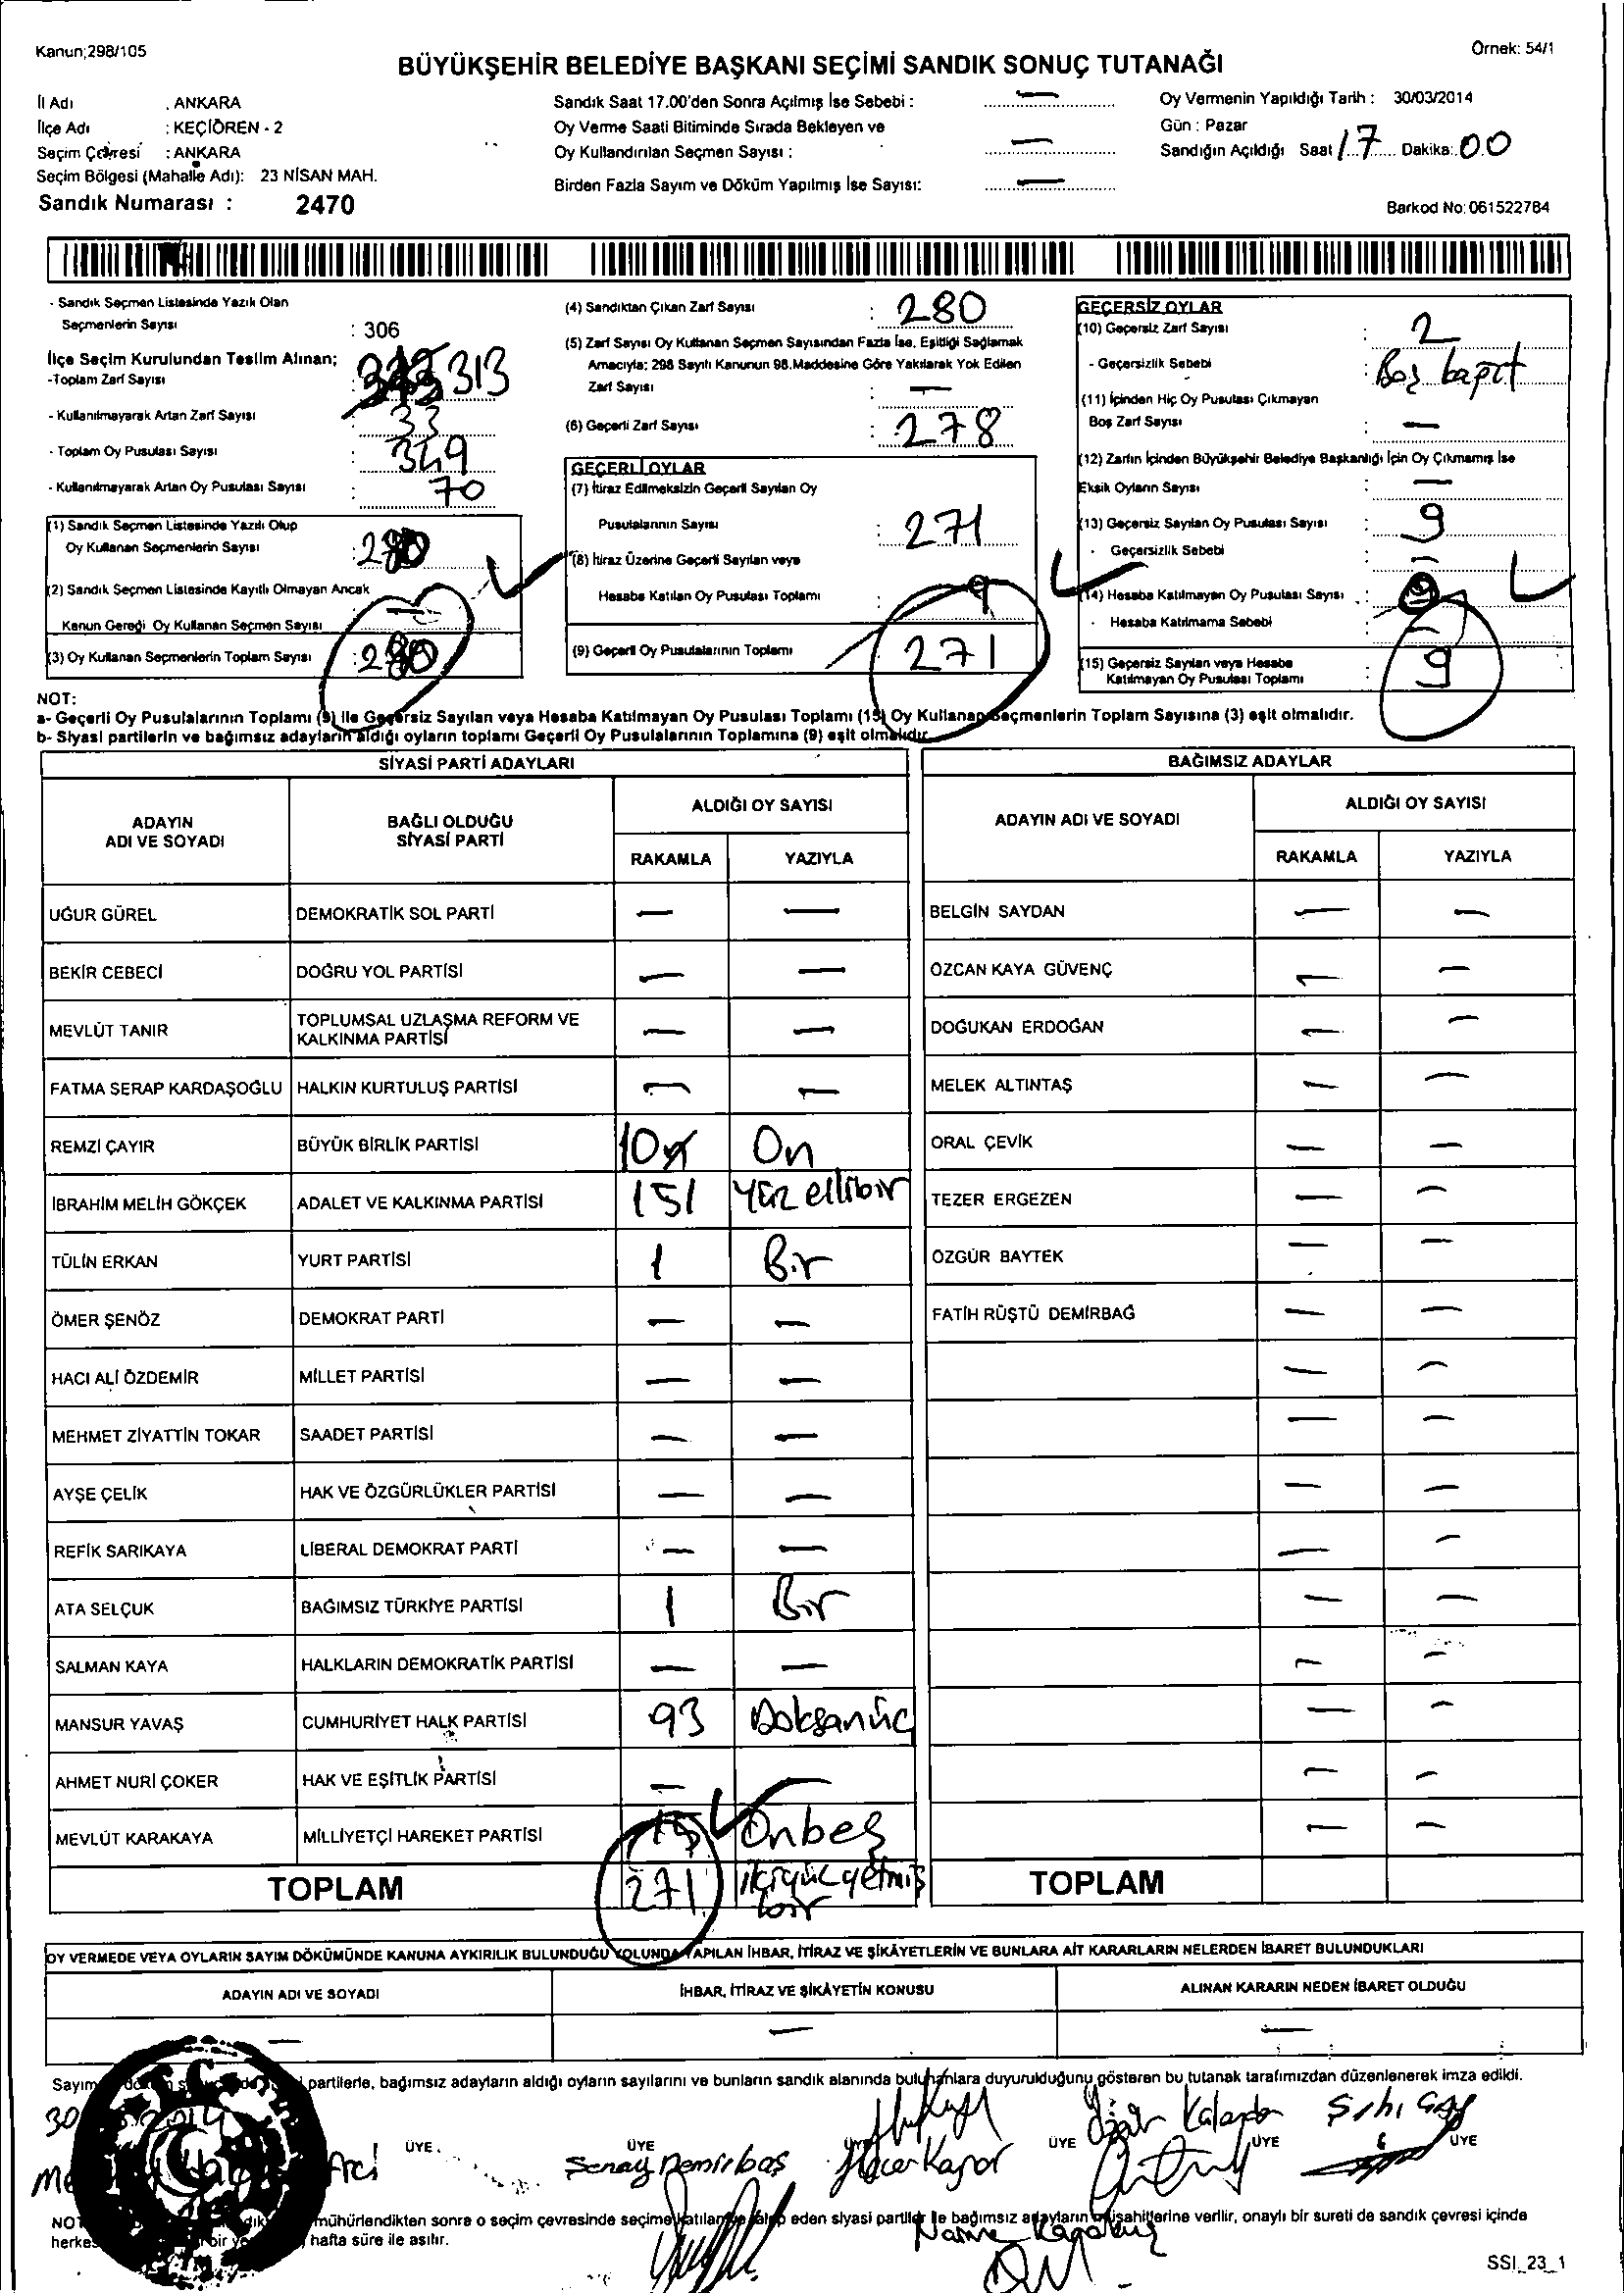 Kanun;298/105
Örnek: 54/1
BÜYÜKŞEHİR BELEDİYE BAŞKANI SEÇİMİ SANDIK SONUÇ TUTANAĞI
İl Adı : ANKARA
İlçe Adı : KEÇİÖREN - 2
Seçim Çevresi : ANKARA
Seçim Bölgesi (Mahalle Adı): 23 NİSAN MAH.
Sandık Numarası : 2470
Sandık Saat 17.00'den Sonra Açılmış İse Sebebi : —
Oy Verme Saati Bitiminde Sırada Bekleyen ve
Oy Kullandırılan Seçmen Sayısı : —
Birden Fazla Sayım ve Döküm Yapılmış İse Sayısı: —
Oy Vermenin Yapıldığı Tarih : 30/03/2014
Gün : Pazar
Sandığın Açıldığı Saat 17 Dakika: 00
Barkod No: 061522784
- Sandık Seçmen Listesinde Yazılı Olan
Seçmenlerin Sayısı : 306
İlçe Seçim Kurulundan Teslim Alınan;
-Toplam Zarf Sayısı 313
- Kullanılmayarak Artan Zarf Sayısı : 33
- Toplam Oy Pusulası Sayısı : 349
- Kullanılmayarak Artan Oy Pusulası Sayısı : 70
(1) Sandık Seçmen Listesinde Yazılı Olup
Oy Kullanan Seçmenlerin Sayısı : 280
(2) Sandık Seçmen Listesinde Kayıtlı Olmayan Ancak
Kanun Gereği Oy Kullanan Seçmen Sayısı : —
(3) Oy Kullanan Seçmenlerin Toplam Sayısı : 280
(4) Sandıktan Çıkan Zarf Sayısı : 280
(5) Zarf Sayısı Oy Kullanan Seçmen Sayısından Fazla İse, Eşitliği Sağlamak
Amacıyla; 298 Sayılı Kanunun 98.Maddesine Göre Yakılarak Yok Edilen
Zarf Sayısı : —
(6) Geçerli Zarf Sayısı : 278
GEÇERLİ OYLAR
(7) İtiraz Edilmeksizin Geçerli Sayılan Oy
Pusulalarının Sayısı : 271
(8) İtiraz Üzerine Geçerli Sayılan veya
Hesaba Katılan Oy Pusulası Toplamı : 9
(9) Geçerli Oy Pusulalarının Toplamı 271
GEÇERSİZ OYLAR
(10) Geçersiz Zarf Sayısı : 2
- Geçersizlik Sebebi : Boş
(11) İçinden Hiç Oy Pusulası Çıkmayan
Boş Zarf Sayısı : —
(12) Zarfın İçinden Büyükşehir Belediye Başkanlığı İçin Oy Çıkmamış İse
Eksik Oyların Sayısı : —
(13) Geçersiz Sayılan Oy Pusulası Sayısı : 9
- Geçersizlik Sebebi : —
(14) Hesaba Katılmayan Oy Pusulası Sayısı :
- Hesaba Katılmama Sebebi : —
(15) Geçersiz Sayılan veya Hesaba
Katılmayan Oy Pusulası Toplamı : 9
NOT:
a- Geçerli Oy Pusulalarının Toplamı (9) ile Geçersiz Sayılan veya Hesaba Katılmayan Oy Pusulası Toplamı (15) Oy Kullanan Seçmenlerin Toplam Sayısına (3) eşit olmalıdır.
b- Siyasi partilerin ve bağımsız adayların aldığı oyların toplamı Geçerli Oy Pusulalarının Toplamına (9) eşit olmalıdır.
SİYASİ PARTİ ADAYLARI
ADAYIN ADI VE SOYADI BAĞLI OLDUĞU SİYASİ PARTİ ALDIĞI OY SAYISI
RAKAMLA YAZIYLA
UĞUR GÜREL DEMOKRATİK SOL PARTİ — —
BEKİR CEBECİ DOĞRU YOL PARTİSİ — —
MEVLÜT TANIR TOPLUMSAL UZLAŞMA REFORM VE KALKINMA PARTİSİ — —
FATMA SERAP KARDAŞOĞLU HALKIN KURTULUŞ PARTİSİ — —
REMZİ ÇAYIR BÜYÜK BİRLİK PARTİSİ 10 On
İBRAHİM MELİH GÖKÇEK ADALET VE KALKINMA PARTİSİ 151 Yüz ellibir
TÜLİN ERKAN YURT PARTİSİ 1 Bir
ÖMER ŞENÖZ DEMOKRAT PARTİ — —
HACI ALİ ÖZDEMİR MİLLET PARTİSİ — —
MEHMET ZİYATTİN TOKAR SAADET PARTİSİ — —
AYŞE ÇELİK HAK VE ÖZGÜRLÜKLER PARTİSİ — —
REFİK SARIKAYA LİBERAL DEMOKRAT PARTİ — —
ATA SELÇUK BAĞIMSIZ TÜRKİYE PARTİSİ 1 Bir
SALMAN KAYA HALKLARIN DEMOKRATİK PARTİSİ — —
MANSUR YAVAŞ CUMHURİYET HALK PARTİSİ 93 Doksanüç
AHMET NURİ ÇOKER HAK VE EŞİTLİK PARTİSİ — —
MEVLÜT KARAKAYA MİLLİYETÇİ HAREKET PARTİSİ 15 Onbeş
TOPLAM 271 ikiyüzyetmiş bir
BAĞIMSIZ ADAYLAR
ADAYIN ADI VE SOYADI ALDIĞI OY SAYISI
RAKAMLA YAZIYLA
BELGİN SAYDAN — —
ÖZCAN KAYA GÜVENÇ — —
DOĞUKAN ERDOĞAN — —
MELEK ALTINTAŞ — —
ORAL ÇEVİK — —
TEZER ERGEZEN — —
ÖZGÜR BAYTEK — —
FATİH RÜŞTÜ DEMİRBAĞ — —
— —
— —
— —
— —
— —
— —
— —
— —
— —
TOPLAM
OY VERMEDE VEYA OYLARIN SAYIM DÖKÜMÜNDE KANUNA AYKIRILIK BULUNDUĞU YOLUNDA YAPILAN İHBAR, İTİRAZ VE ŞİKÂYETLERİN VE BUNLARA AİT KARARLARIN NELERDEN İBARET BULUNDUKLARI
ADAYIN ADI VE SOYADI İHBAR, İTİRAZ VE ŞİKÂYETİN KONUSU ALINAN KARARIN NEDEN İBARET OLDUĞU
— — —
Sayım partilerle, bağımsız adayların aldığı oyların sayılarını ve bunların sandık alanında bulunanlara duyurulduğunu gösteren bu tutanak tarafımızdan düzenlenerek imza edildi.
ÜYE ÜYE ÜYE ÜYE ÜYE
Şenay Demirbaş Hacer Kapar
NOT mühürlendikten sonra o seçim çevresinde seçime katılan talep eden siyasi partiler ile bağımsız adayların müşahitlerine verilir, onaylı bir sureti de sandık çevresi içinde
herkes bir hafta süre ile asılır.
SSI_23_1